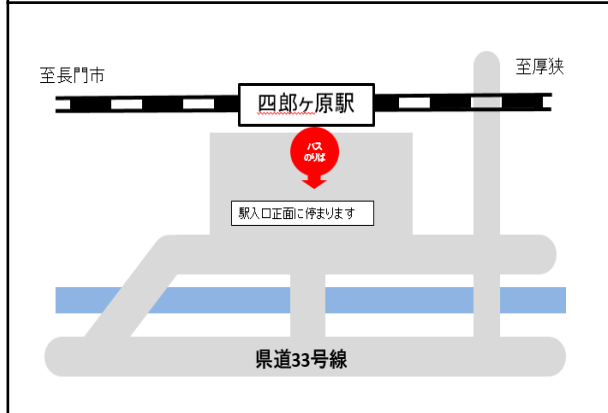 至長門市
至厚狭
四郎ヶ原駅
バス
のりば
駅入口正面に停まります
県道33号線